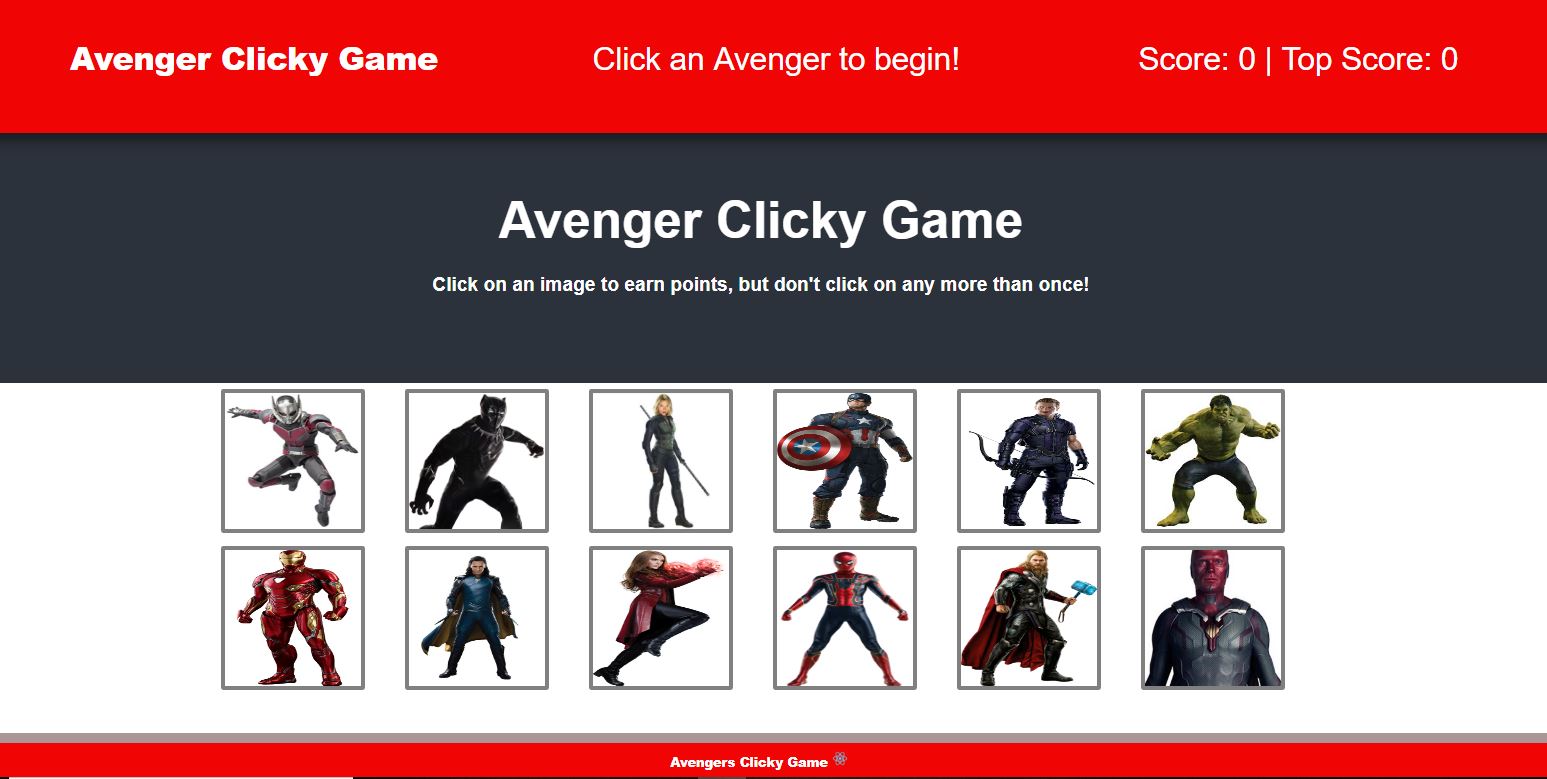 Avenger Clicky Game
Click an Avenger to begin!
Score: 0 | Top Score: 0
Avenger Clicky Game
Click on an image to earn points, but don't click on any more than once!
Avengers Clicky Game